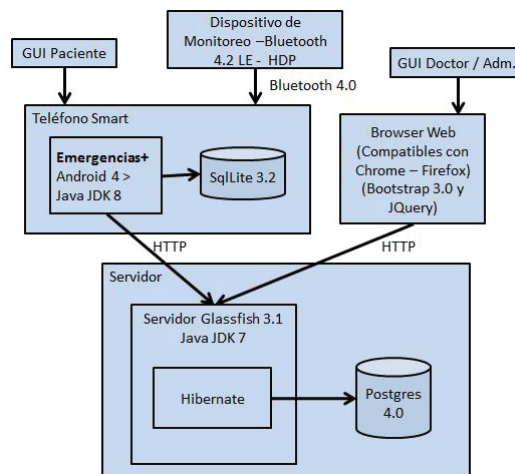 GUI Paciente
Dispositivo de
Monitoreo –Bluetooth
4.2 LE - HDP
GUI Doctor / Adm.
Bluetooth 4.0
Teléfono Smart
Emergencias+
Android 4 >
Java JDK 8
SqlLite 3.2
Browser Web
(Compatibles con
Chrome – Firefox)
(Bootstrap 3.0 y
JQuery)
HTTP
HTTP
Servidor
Servidor Glassfish 3.1
Java JDK 7
Hibernate
Postgres
4.0